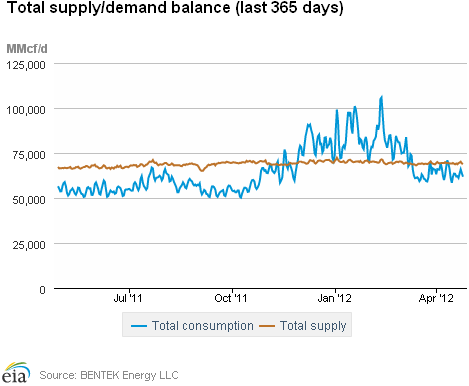 Total supply/demand balance (last 365 days)
MMcf/d
125,000
100,000
75,000
50,000
25,000
0
Jul '11 Oct '11 Jan '12 Apr '12
Total consumption Total supply
eia Source: BENTEK Energy LLC